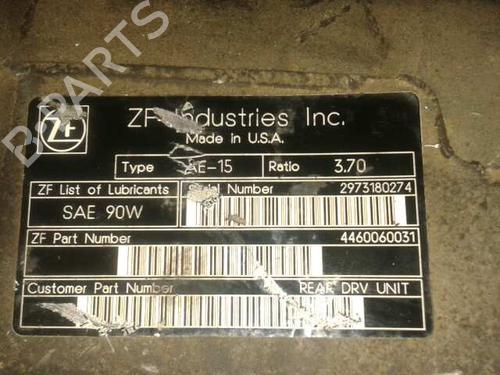 B-PARTS
ZF
ZF Industries Inc.
Made in U.S.A.
Type AE-15 Ratio 3.70
ZF List of Lubricants Serial Number 2973180274
SAE 90W
ZF Part Number 4460060031
Customer Part Number REAR DRV UNIT